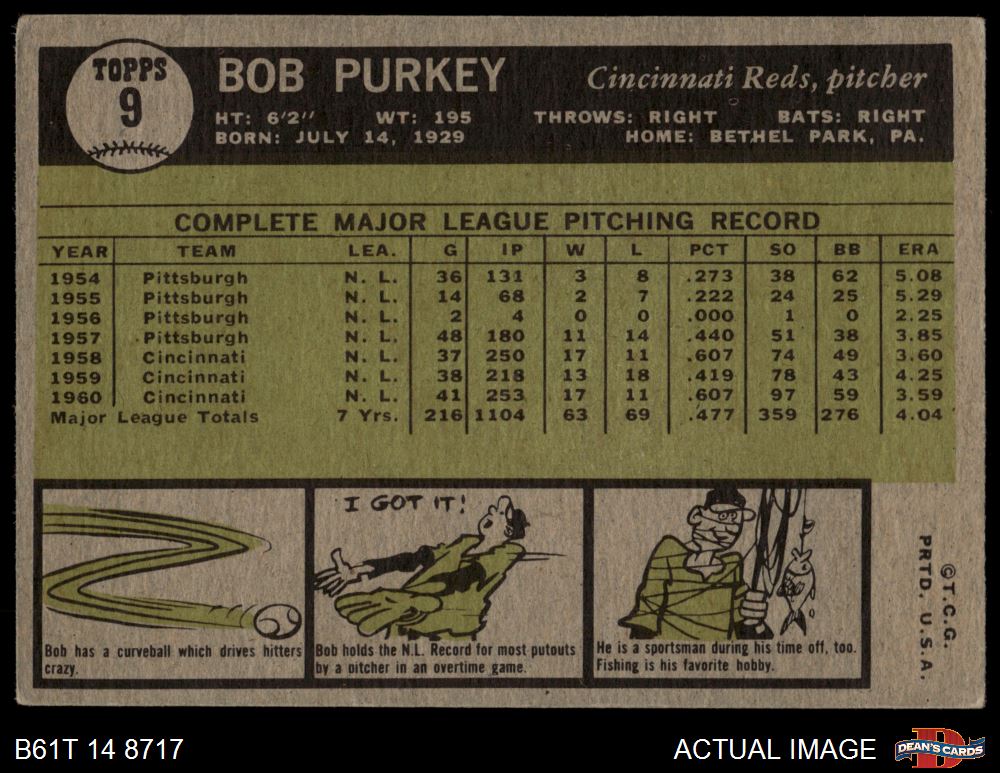 TOPPS
9
BOB PURKEY
Cincinnati Reds, pitcher
HT: 6'2" WT: 195 THROWS: RIGHT BATS: RIGHT
BORN: JULY 14, 1929 HOME: BETHEL PARK, PA.
COMPLETE MAJOR LEAGUE PITCHING RECORD
YEAR TEAM LEA. G IP W L PCT SO BB ERA
1954 Pittsburgh N. L. 36 131 3 8 .273 38 62 5.08
1955 Pittsburgh N. L. 14 68 2 7 .222 24 25 5.29
1956 Pittsburgh N. L. 2 4 0 0 .000 1 0 2.25
1957 Pittsburgh N. L. 48 180 11 14 .440 51 38 3.85
1958 Cincinnati N. L. 37 250 17 11 .607 74 49 3.60
1959 Cincinnati N. L. 38 218 13 18 .419 78 43 4.25
1960 Cincinnati N. L. 41 253 17 11 .607 97 59 3.59
Major League Totals 7 Yrs. 216 1104 63 69 .477 359 276 4.04
Bob has a curveball which drives hitters
crazy.
I GOT IT!
Bob holds the N.L. Record for most putouts
by a pitcher in an overtime game.
He is a sportsman during his time off, too.
Fishing is his favorite hobby.
©T.C.G.
PRTD. U.S.A.
B61T 14 8717
ACTUAL IMAGE
D
DEAN'S CARDS